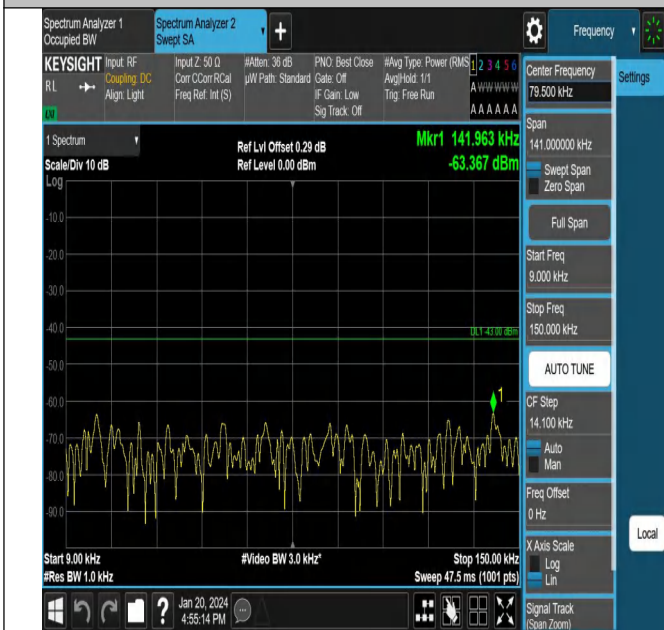 Spectrum Analyzer 1
Occupied BW
Spectrum Analyzer 2
Swept SA
+
Frequency
KEYSIGHT
RL
Input: RF
Coupling: DC
Align: Light
Input Z: 50 Ω
Corr CCorr RCal
Freq Ref: Int (S)
#Atten: 36 dB
µW Path: Standard
PNO: Best Close
Gate: Off
IF Gain: Low
Sig Track: Off
#Avg Type: Power (RMS
Avg|Hold: 1/1
Trig: Free Run
1 2 3 4 5 6
A W W W W W
A A A A A A
Center Frequency
79.500 kHz
Settings
Span
141.000000 kHz
Swept Span
Zero Span
Full Span
Start Freq
9.000 kHz
Stop Freq
150.000 kHz
AUTO TUNE
CF Step
14.100 kHz
Auto
Man
Freq Offset
0 Hz
X Axis Scale
Log
Lin
Local
Signal Track
(Span Zoom)
1 Spectrum
Scale/Div 10 dB
Ref Lvl Offset 0.29 dB
Ref Level 0.00 dBm
Mkr1 141.963 kHz
-63.367 dBm
Log
-10.0
-20.0
-30.0
-40.0
DL1 -43.00 dBm
-50.0
-60.0
1
-70.0
-80.0
-90.0
Start 9.00 kHz
#Video BW 3.0 kHz*
Stop 150.00 kHz
#Res BW 1.0 kHz
Sweep 47.5 ms (1001 pts)
?
Jan 20, 2024
4:55:14 PM